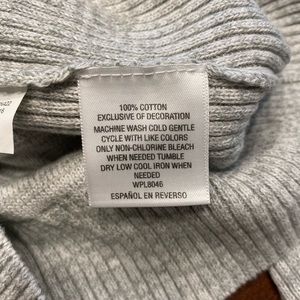 100% COTTON
EXCLUSIVE OF DECORATION
MACHINE WASH COLD GENTLE
CYCLE WITH LIKE COLORS
ONLY NON-CHLORINE BLEACH
WHEN NEEDED TUMBLE
DRY LOW COOL IRON WHEN
NEEDED
WPL8046
ESPAÑOL EN REVERSO